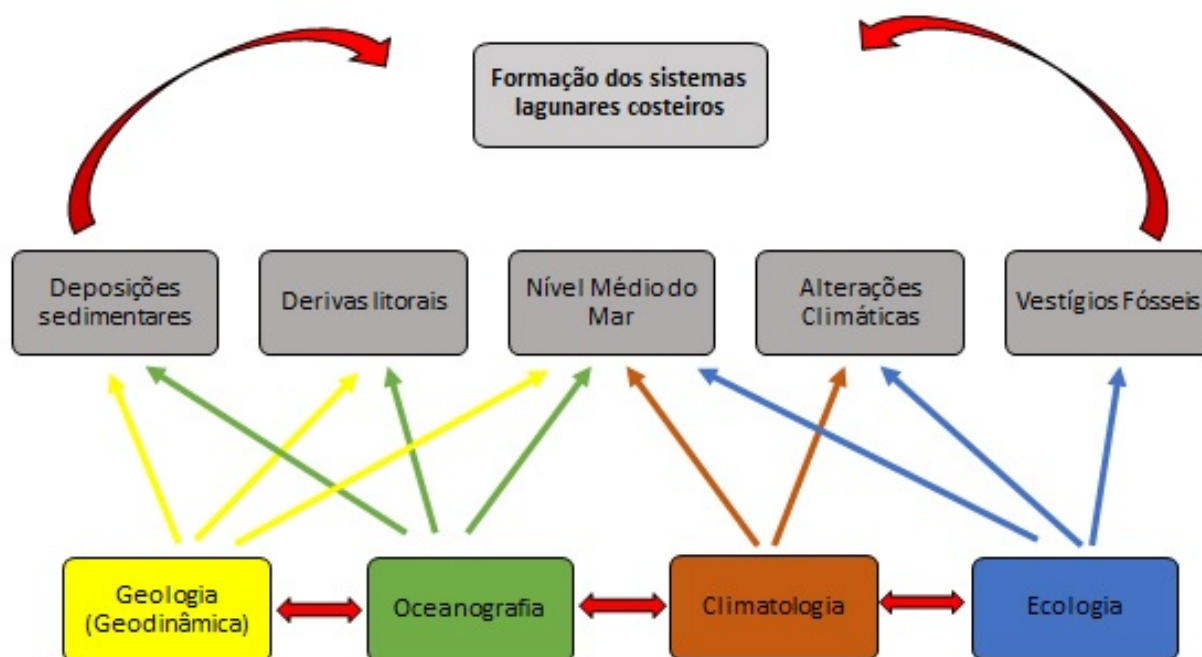 Formação dos sistemas
lagunares costeiros
Deposições
sedimentares
Derivas litorais
Nível Médio do
Mar
Alterações
Climáticas
Vestígios Fósseis
Geologia
(Geodinâmica)
Oceanografia
Climatologia
Ecologia